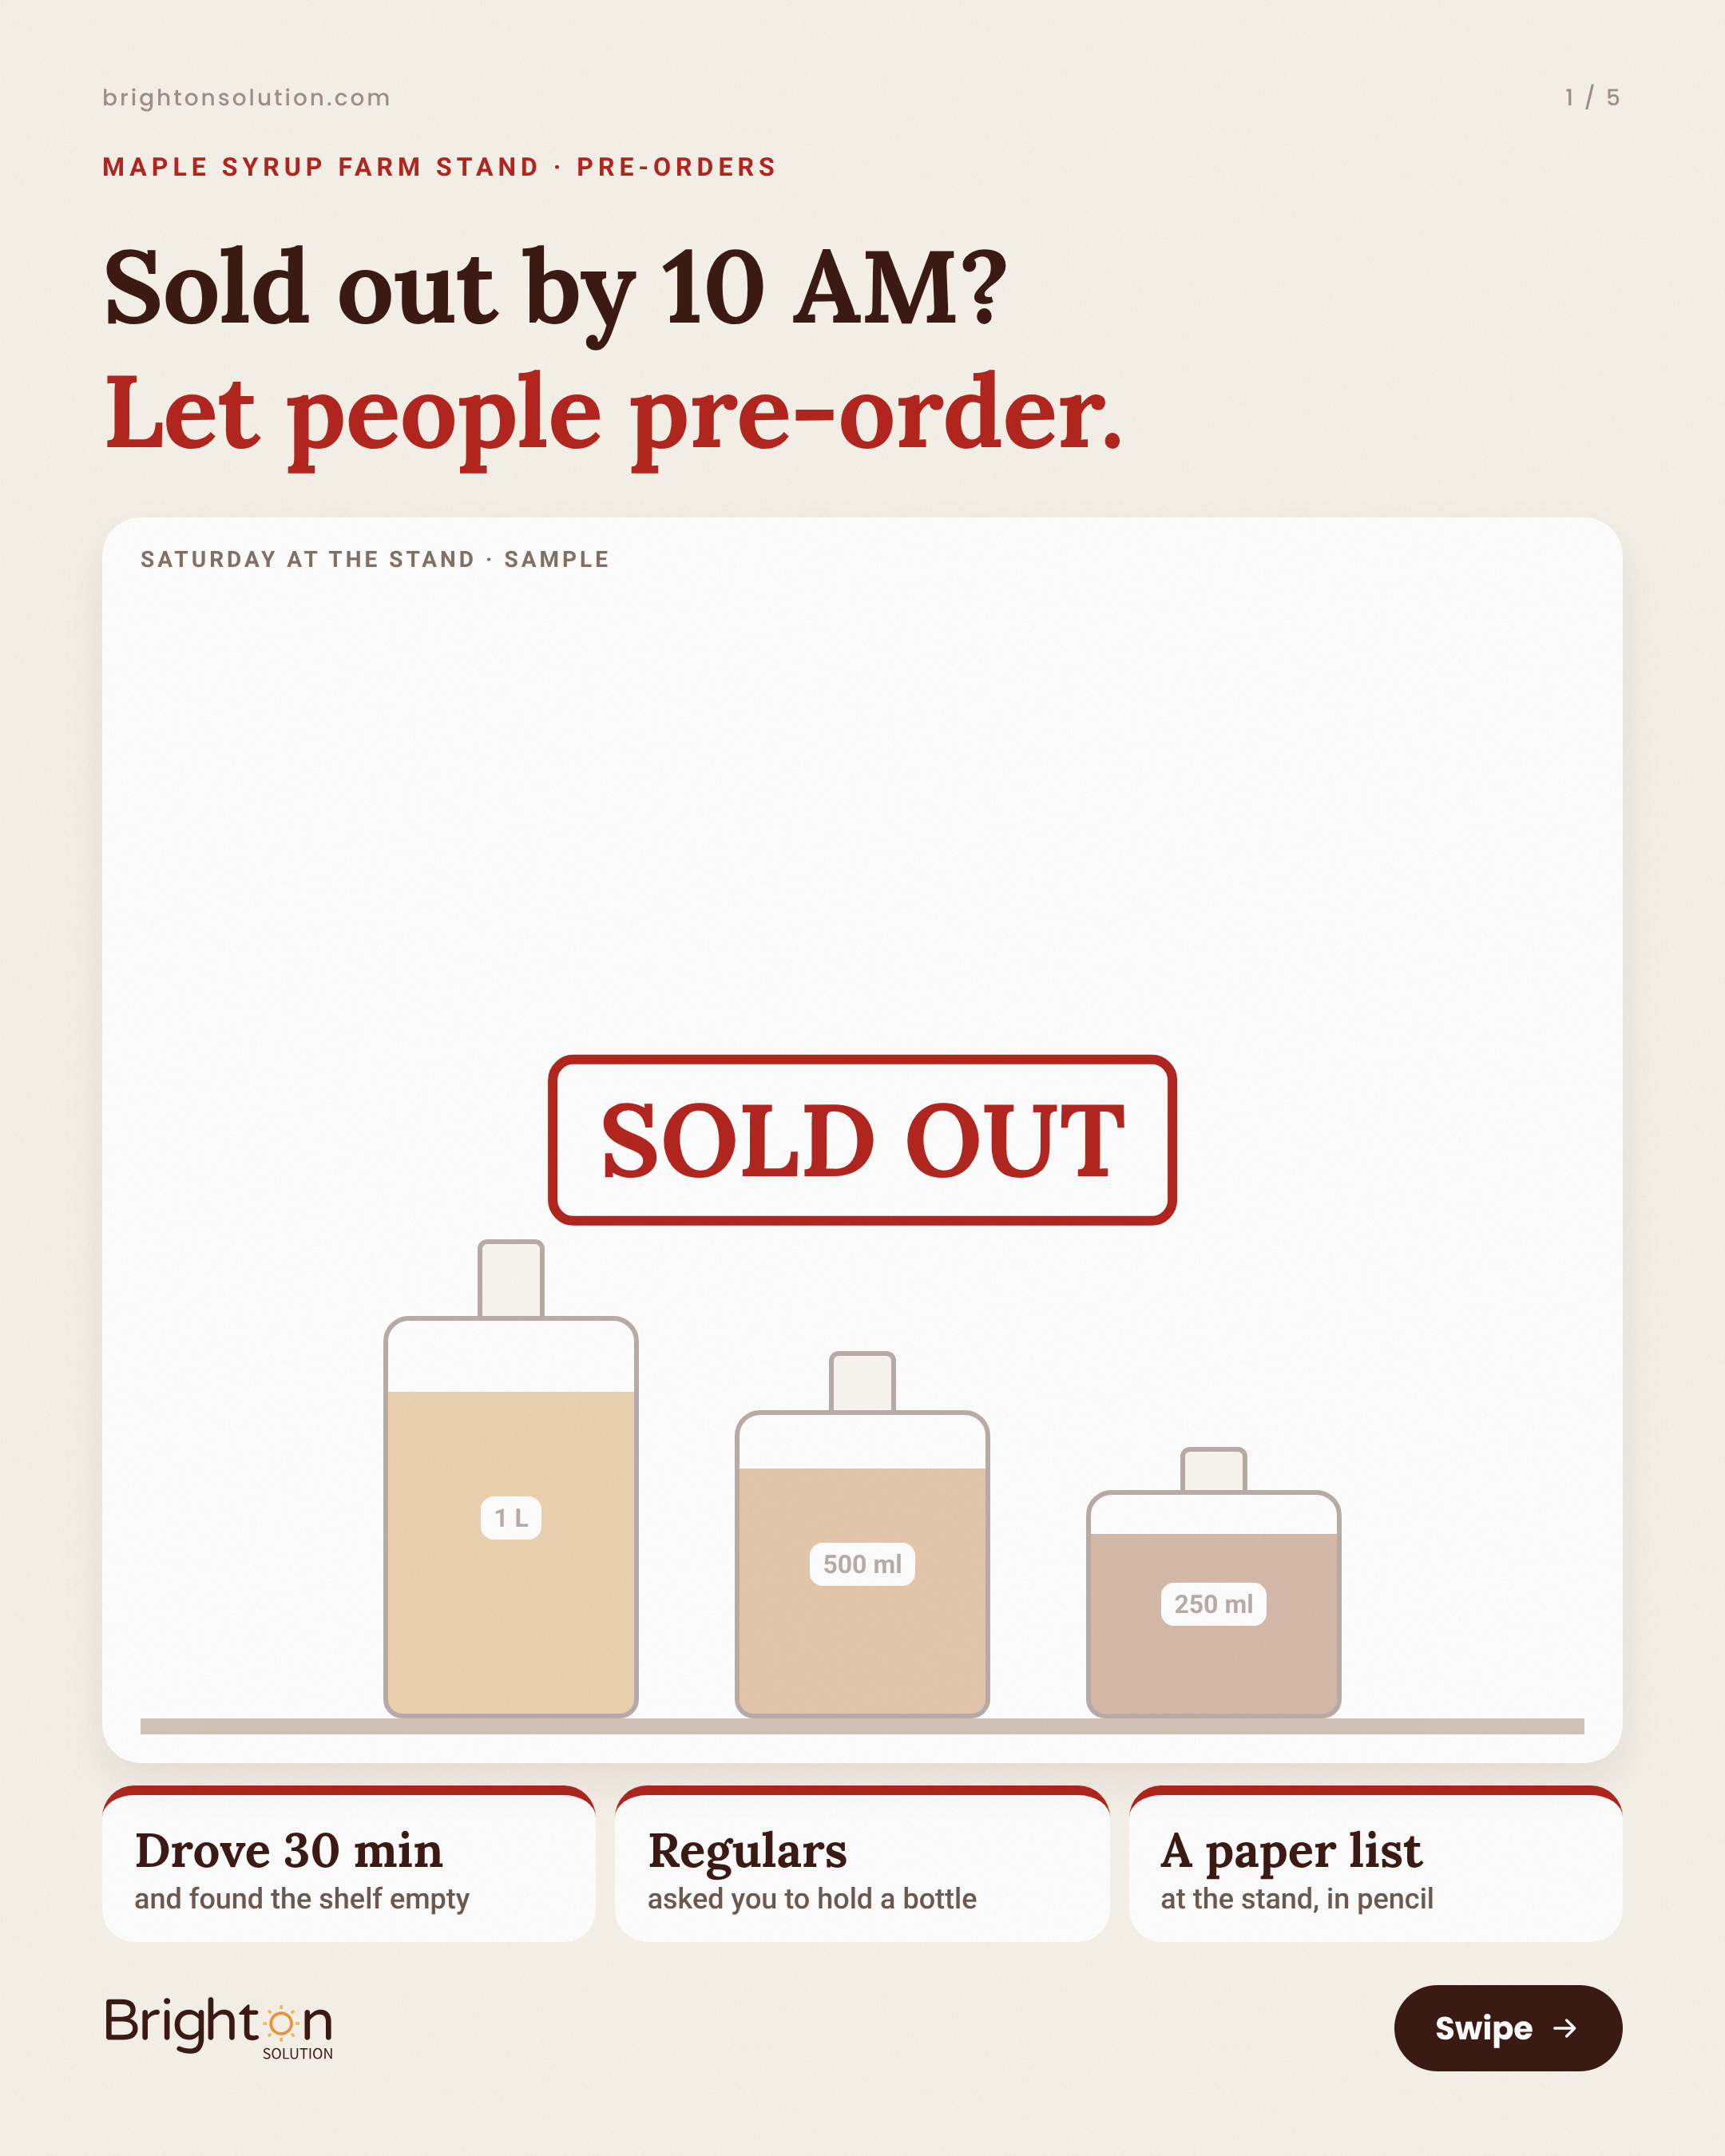 brightonsolution.com
1 / 5
MAPLE SYRUP FARM STAND · PRE-ORDERS
Sold out by 10 AM?
Let people pre-order.
SATURDAY AT THE STAND · SAMPLE
SOLD OUT
1 L
500 ml
250 ml
Drove 30 min
and found the shelf empty
Regulars
asked you to hold a bottle
A paper list
at the stand, in pencil
Brighton
SOLUTION
Swipe →